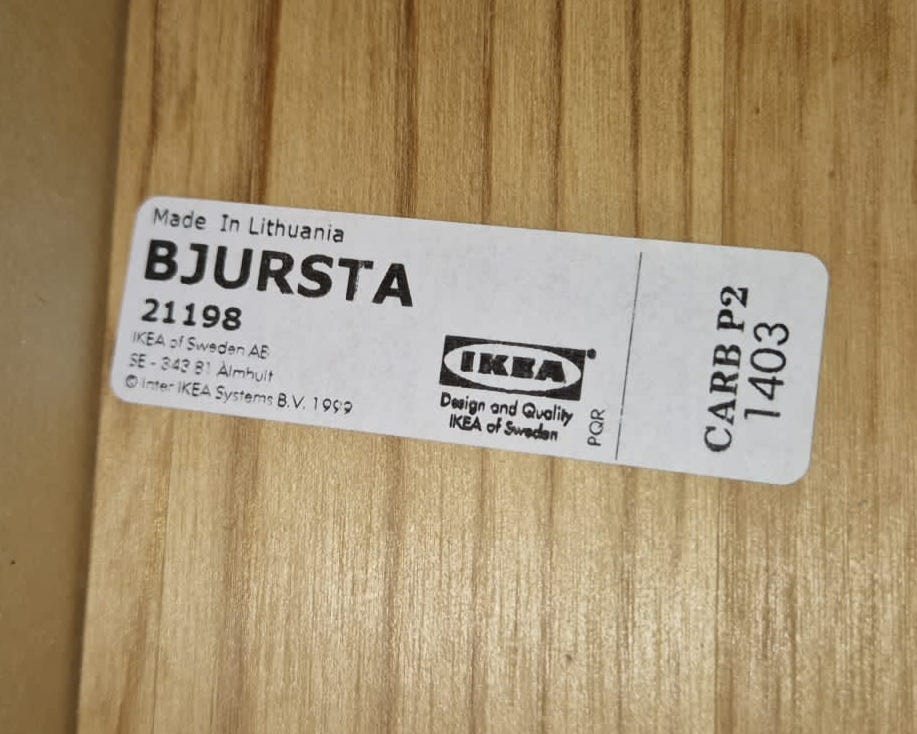 Made In Lithuania
BJURSTA
21198
IKEA of Sweden AB
SE - 343 81 Älmhult
© Inter IKEA Systems B.V. 1999
IKEA®
Design and Quality
IKEA of Sweden
PQR
CARB P2
1403